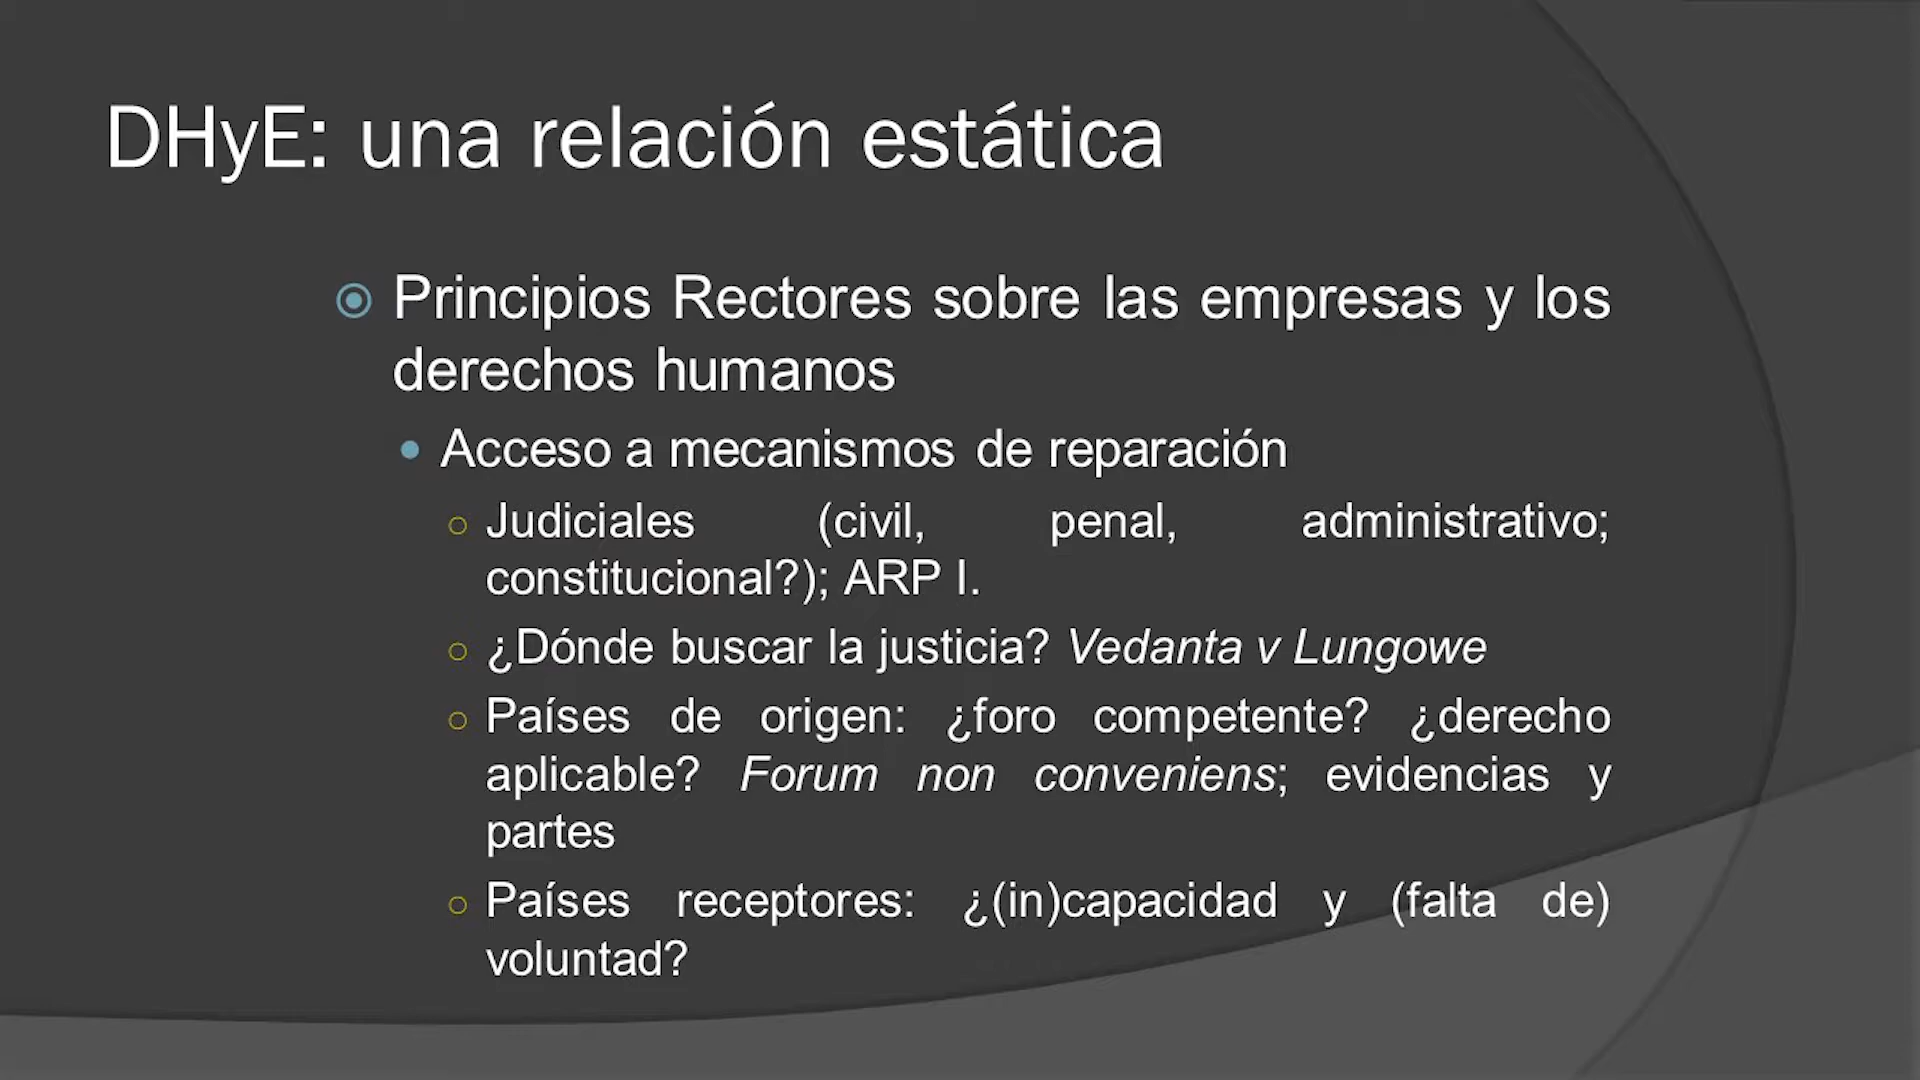 DHyE: una relación estática
Principios Rectores sobre las empresas y los
derechos humanos
Acceso a mecanismos de reparación
Judiciales (civil, penal, administrativo;
constitucional?); ARP I.
¿Dónde buscar la justicia? Vedanta v Lungowe
Países de origen: ¿foro competente? ¿derecho
aplicable? Forum non conveniens; evidencias y
partes
Países receptores: ¿(in)capacidad y (falta de)
voluntad?